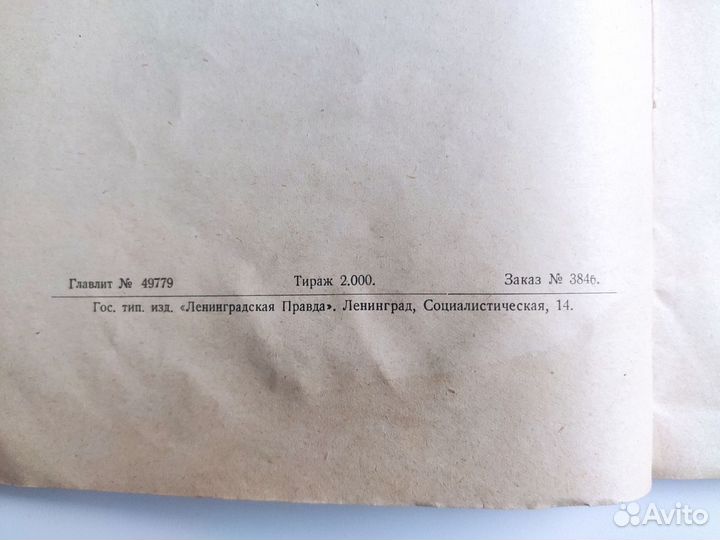 Главлит № 49779 Тираж 2.000. Заказ № 3846.
Гос. тип. изд. «Ленинградская Правда». Ленинград, Социалистическая, 14.
Avito